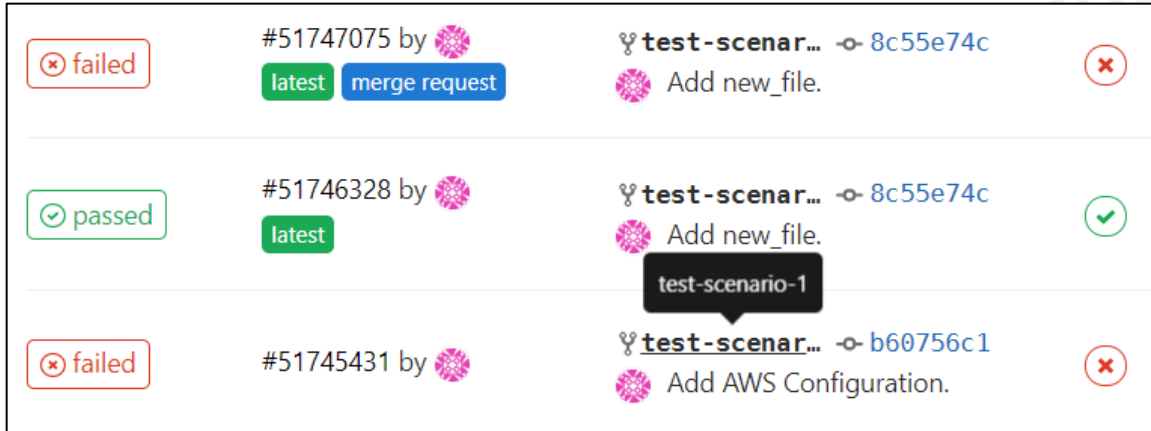 failed
#51747075 by
latest merge request
test-scenar… 8c55e74c
Add new_file.
passed
#51746328 by
latest
test-scenar… 8c55e74c
Add new_file.
test-scenario-1
failed
#51745431 by
test-scenar… b60756c1
Add AWS Configuration.